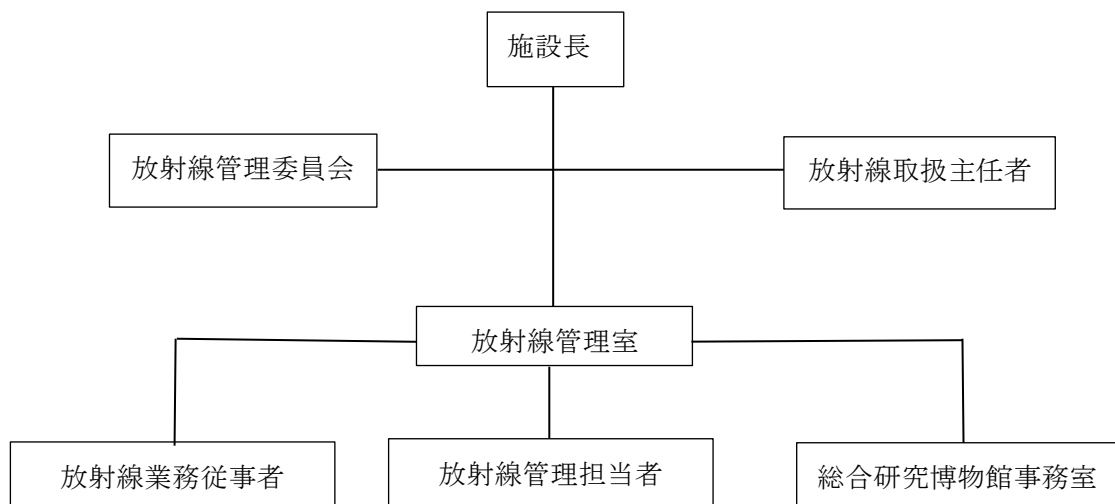 施設長
放射線管理委員会
放射線取扱主任者
放射線管理室
放射線業務従事者
放射線管理担当者
総合研究博物館事務室